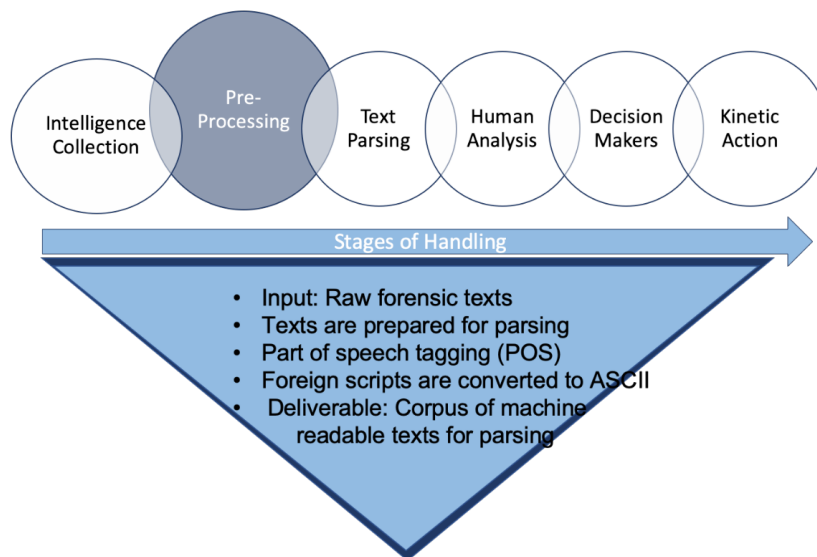 Intelligence
Collection
Pre-
Processing
Text
Parsing
Human
Analysis
Decision
Makers
Kinetic
Action
Stages of Handling
• Input: Raw forensic texts
• Texts are prepared for parsing
• Part of speech tagging (POS)
• Foreign scripts are converted to ASCII
• Deliverable: Corpus of machine
readable texts for parsing